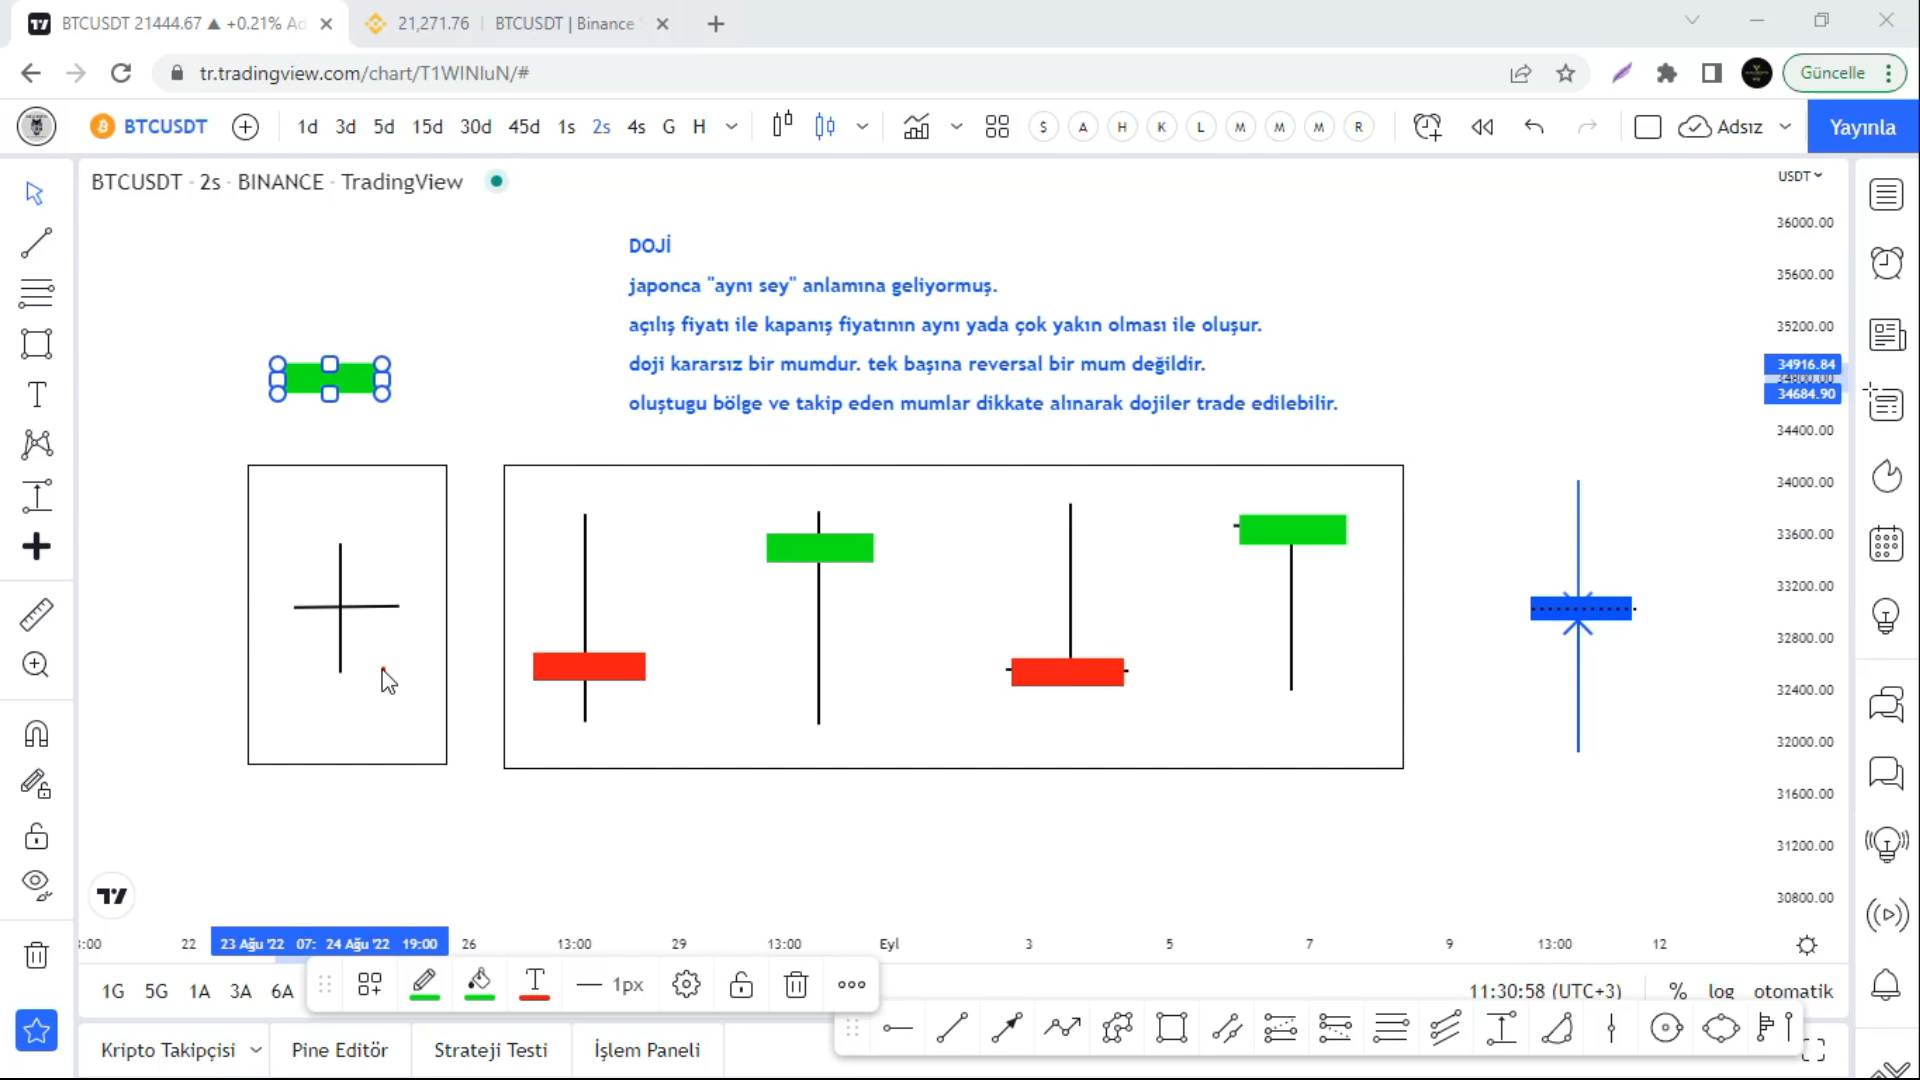 BTCUSDT 21444.67 ▲ +0.21% Ad
21,271.76 | BTCUSDT | Binance S
tr.tradingview.com/chart/T1WINluN/#
Güncelle
BTCUSDT
1d 3d 5d 15d 30d 45d 1s 2s 4s G H
$ A H K L M M M R
Adsız
Yayınla
BTCUSDT · 2s · BINANCE · TradingView
USDT
DOJİ
japonca "aynı sey" anlamına geliyormuş.
açılış fiyatı ile kapanış fiyatının aynı yada çok yakın olması ile oluşur.
doji kararsız bir mumdur. tek başına reversal bir mum değildir.
oluştugu bölge ve takip eden mumlar dikkate alınarak dojiler trade edilebilir.
36000.00
35600.00
35200.00
34916.84
34800.00
34684.90
34400.00
34000.00
33600.00
33200.00
32800.00
32400.00
32000.00
31600.00
31200.00
30800.00
:00 22 23 Ağu '22 07: 24 Ağu '22 19:00 26 13:00 29 13:00 Eyl 3 5 7 9 13:00 12
1G 5G 1A 3A 6A
1px
11:30:58 (UTC+3) % log otomatik
Kripto Takipçisi Pine Editör Strateji Testi İşlem Paneli